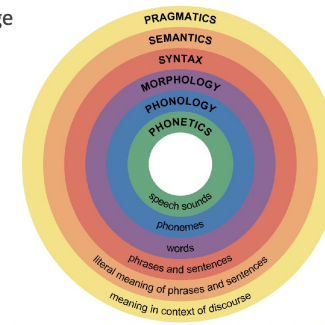 ge
PRAGMATICS
SEMANTICS
SYNTAX
MORPHOLOGY
PHONOLOGY
PHONETICS
speech sounds
phonemes
words
phrases and sentences
literal meaning of phrases and sentences
meaning in context of discourse